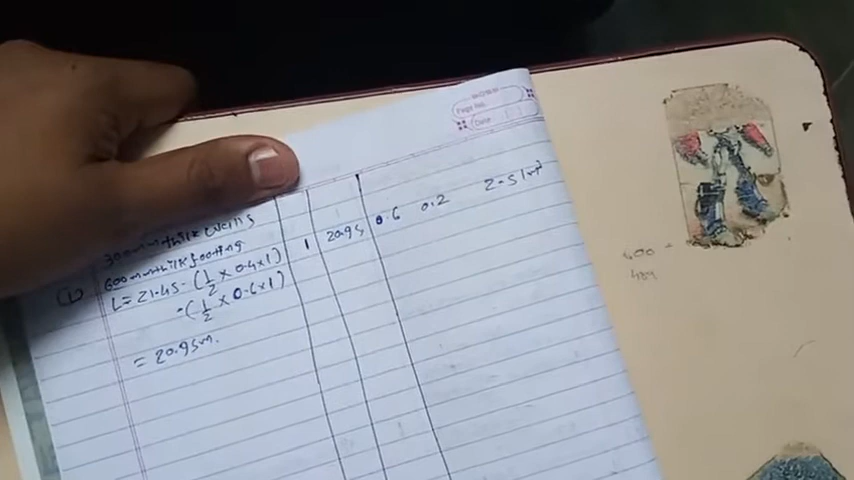 Page No.
Date
300mm thick walls
600mm thick footing 1 20.95 0.6 0.2 2.51m³
(i) L = 21.45 - (1/2 × 0.4 × 1)
- (1/2 × 0.6 × 1)
= 20.95m.